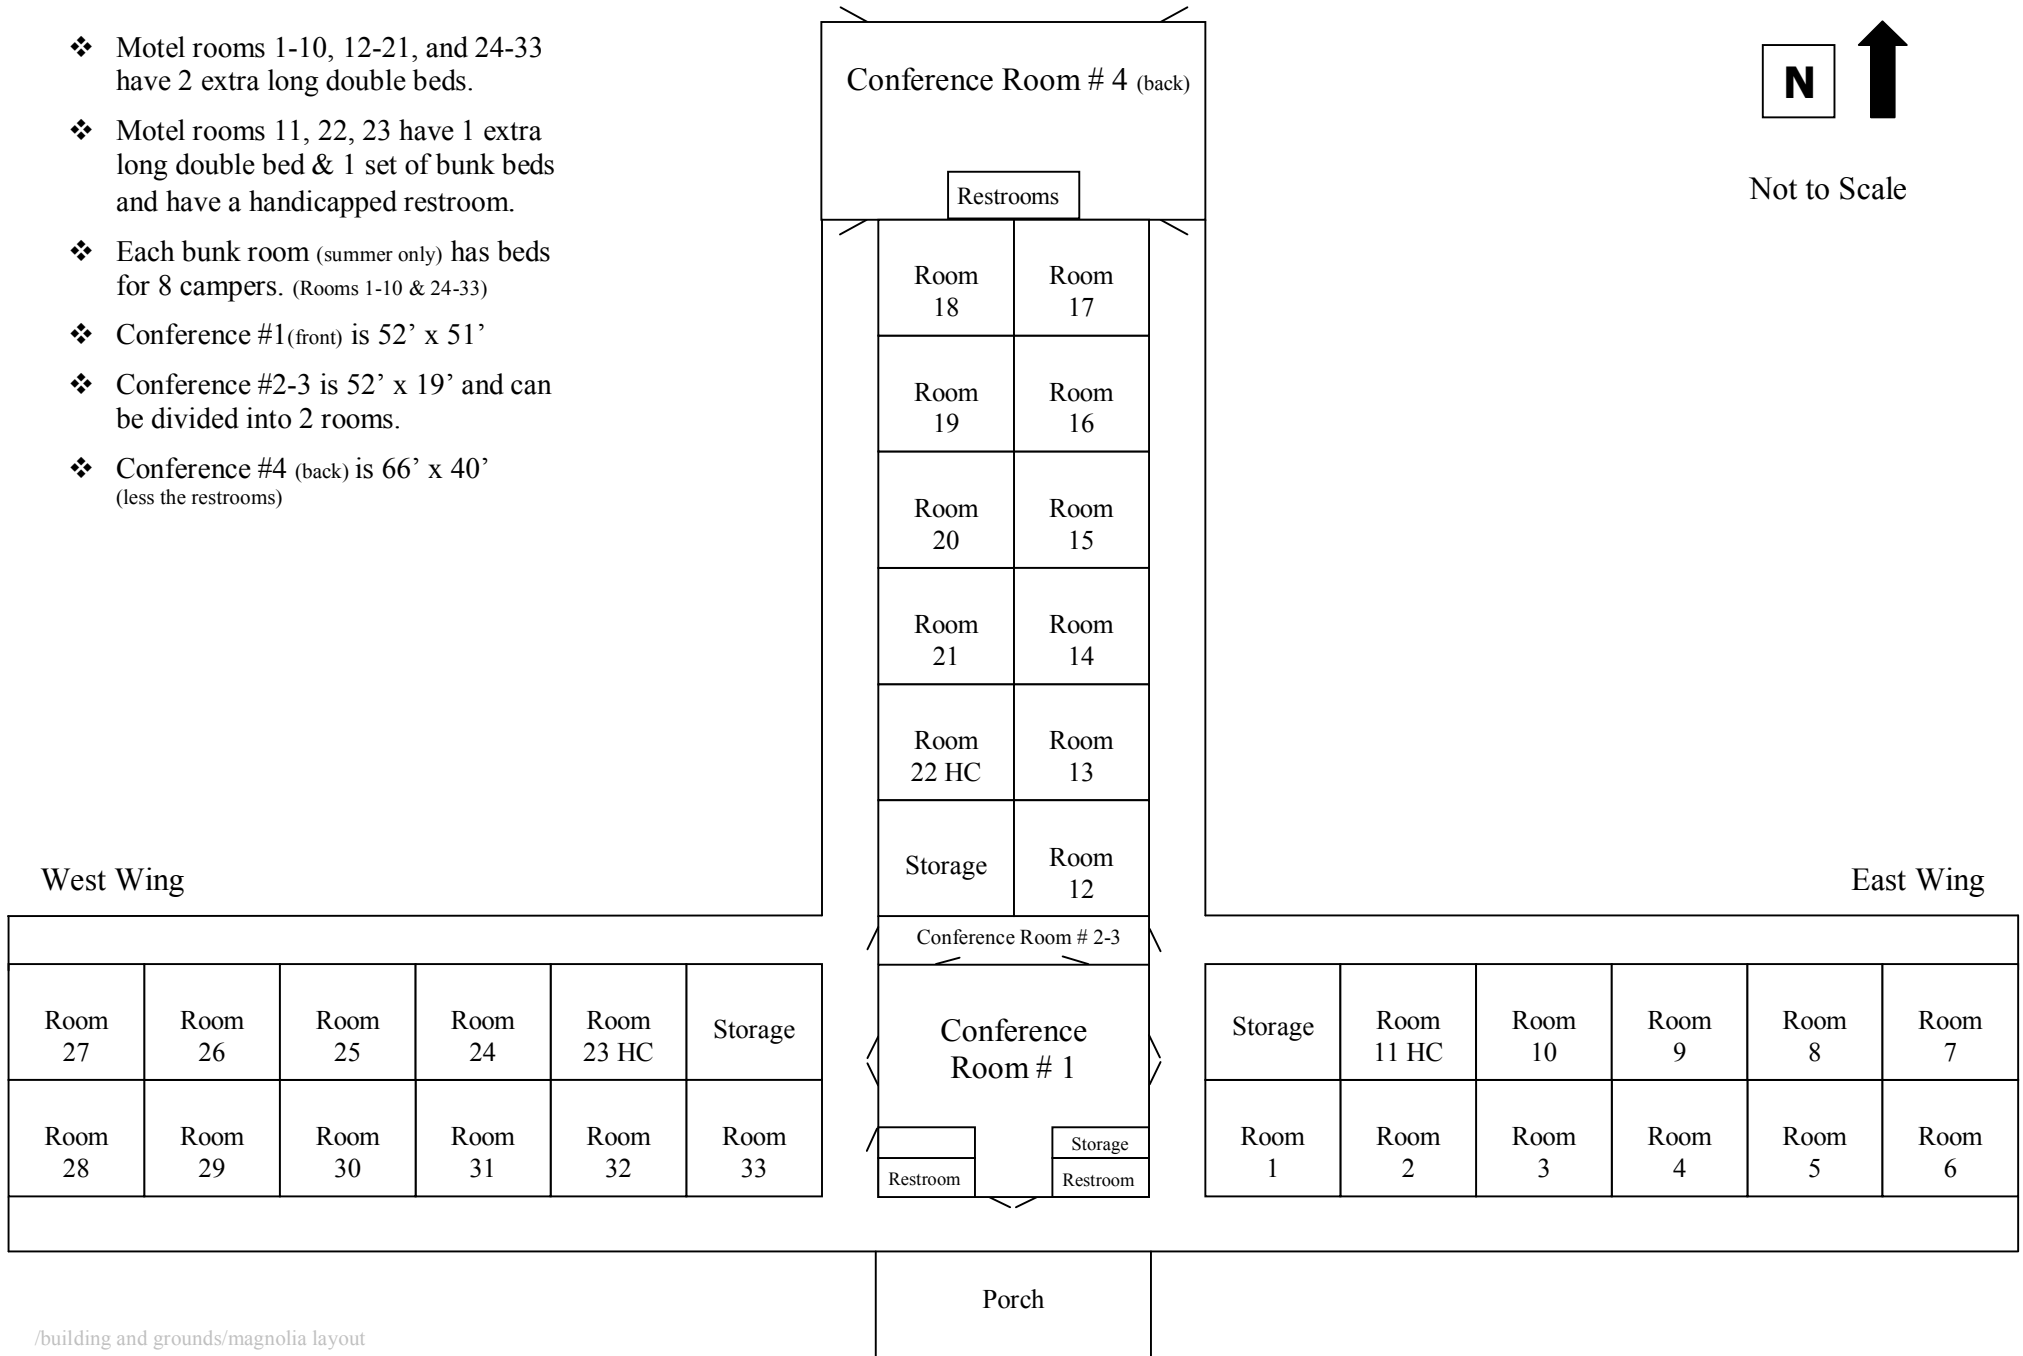 ❖ Motel rooms 1-10, 12-21, and 24-33
have 2 extra long double beds.
❖ Motel rooms 11, 22, 23 have 1 extra
long double bed & 1 set of bunk beds
and have a handicapped restroom.
❖ Each bunk room (summer only) has beds
for 8 campers. (Rooms 1-10 & 24-33)
❖ Conference #1(front) is 52’ x 51’
❖ Conference #2-3 is 52’ x 19’ and can
be divided into 2 rooms.
❖ Conference #4 (back) is 66’ x 40’
(less the restrooms)
Conference Room # 4 (back)
Restrooms
N
Not to Scale
Room
18
Room
17
Room
19
Room
16
Room
20
Room
15
Room
21
Room
14
Room
22 HC
Room
13
Storage
Room
12
West Wing
East Wing
Conference Room # 2-3
Room
27
Room
26
Room
25
Room
24
Room
23 HC
Storage
Conference
Room # 1
Storage
Room
11 HC
Room
10
Room
9
Room
8
Room
7
Room
28
Room
29
Room
30
Room
31
Room
32
Room
33
Restroom
Storage
Restroom
Room
1
Room
2
Room
3
Room
4
Room
5
Room
6
Porch
/building and grounds/magnolia layout